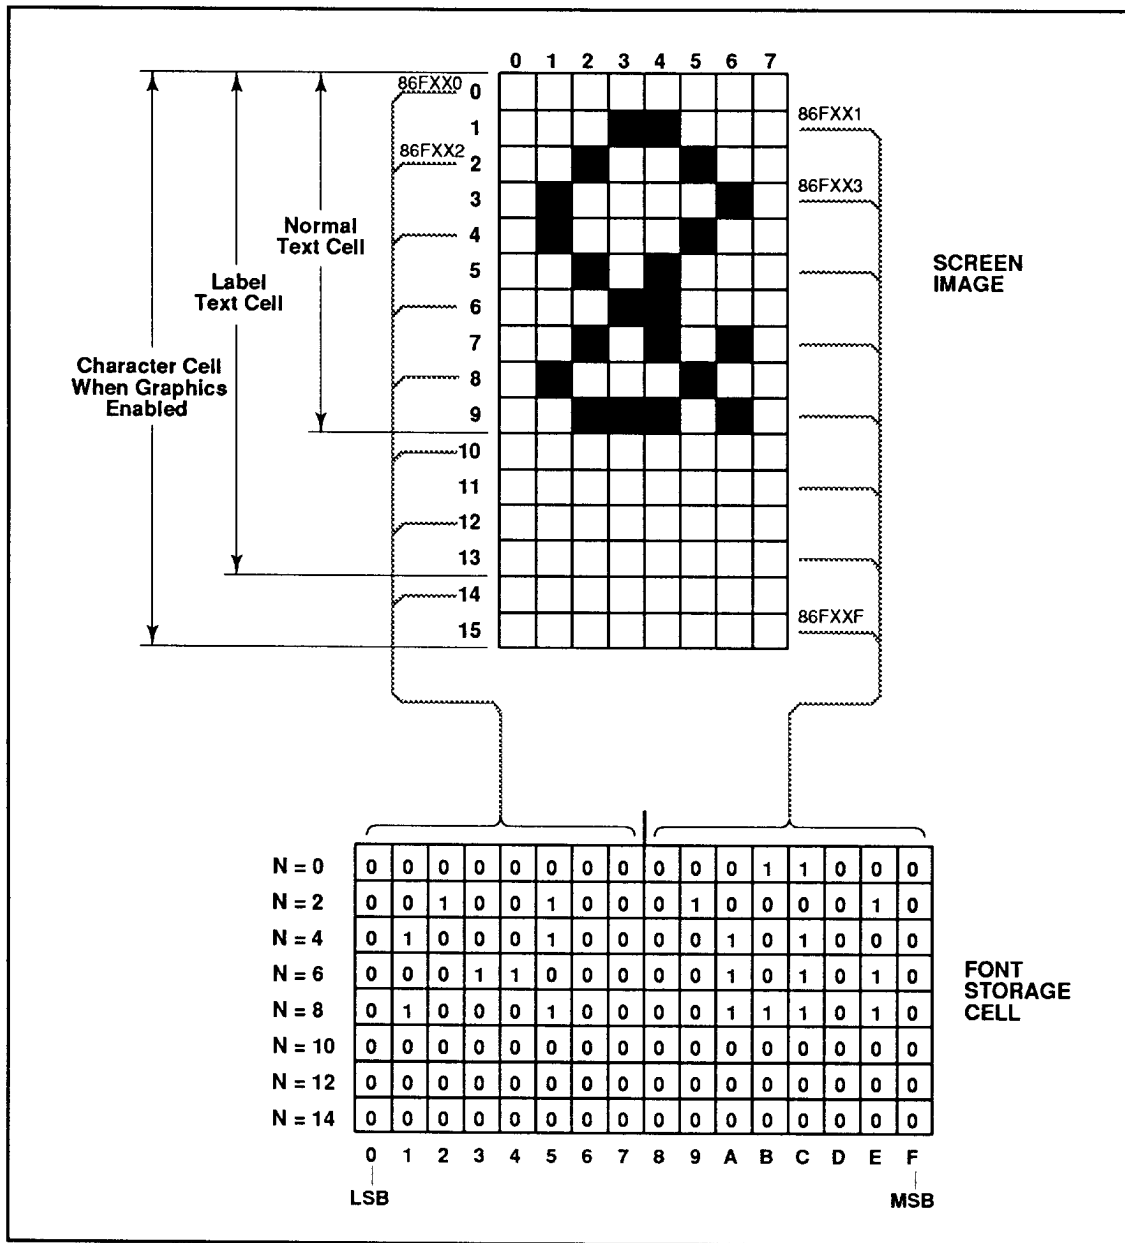 0 1 2 3 4 5 6 7
86FXX0 0
1 86FXX1
86FXX2 2
3 86FXX3
4
5
6
7
8
9
10
11
12
13
14
15 86FXXF
Normal
Text Cell
Label
Text Cell
Character Cell
When Graphics
Enabled
SCREEN
IMAGE
N = 0 0 0 0 0 0 0 0 0 0 0 0 1 1 0 0 0
N = 2 0 0 1 0 0 1 0 0 0 1 0 0 0 0 1 0
N = 4 0 1 0 0 0 1 0 0 0 0 1 0 1 0 0 0
N = 6 0 0 0 1 1 0 0 0 0 0 1 0 1 0 1 0
N = 8 0 1 0 0 0 1 0 0 0 0 1 1 1 0 1 0
N = 10 0 0 0 0 0 0 0 0 0 0 0 0 0 0 0 0
N = 12 0 0 0 0 0 0 0 0 0 0 0 0 0 0 0 0
N = 14 0 0 0 0 0 0 0 0 0 0 0 0 0 0 0 0
0 1 2 3 4 5 6 7 8 9 A B C D E F
LSB MSB
FONT
STORAGE
CELL